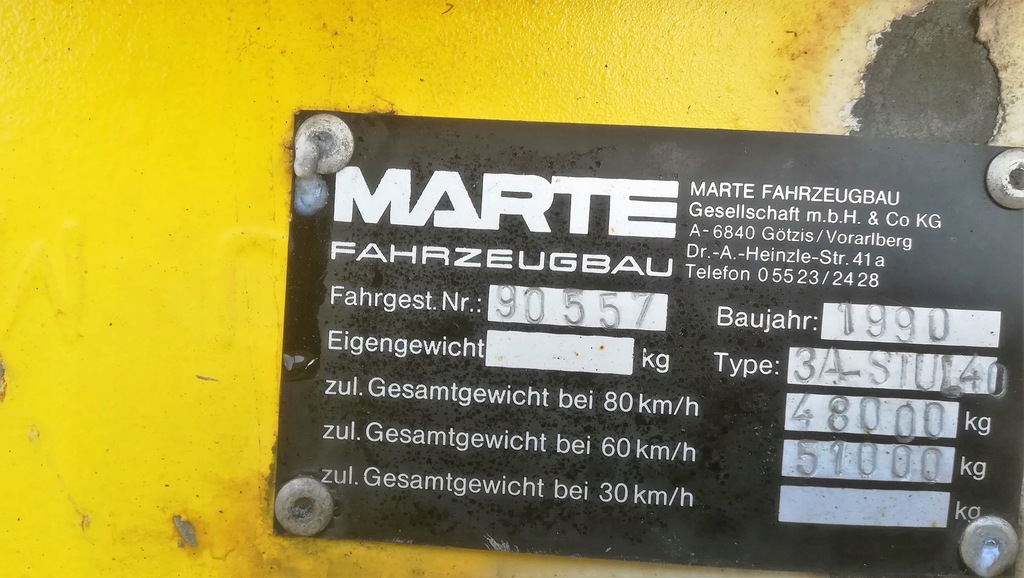 MARTE
FAHRZEUGBAU
MARTE FAHRZEUGBAU
Gesellschaft m.b.H. & Co KG
A-6840 Götzis/Vorarlberg
Dr.-A.-Heinzle-Str. 41a
Telefon 05523/2428
Fahrgest. Nr.: 90557
Baujahr: 1990
Eigengewicht kg
Type: 3A-STUL40
zul. Gesamtgewicht bei 80 km/h 48000 kg
zul. Gesamtgewicht bei 60 km/h 51000 kg
zul. Gesamtgewicht bei 30 km/h kg